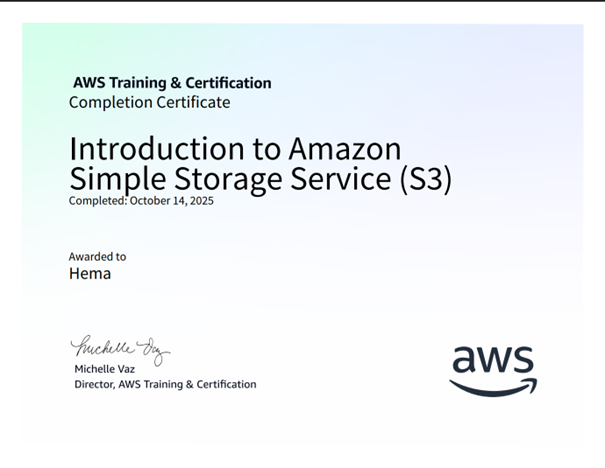 AWS Training & Certification
Completion Certificate
Introduction to Amazon
Simple Storage Service (S3)
Completed: October 14, 2025
Awarded to
Hema
Michelle Vaz
Michelle Vaz
Director, AWS Training & Certification
aws